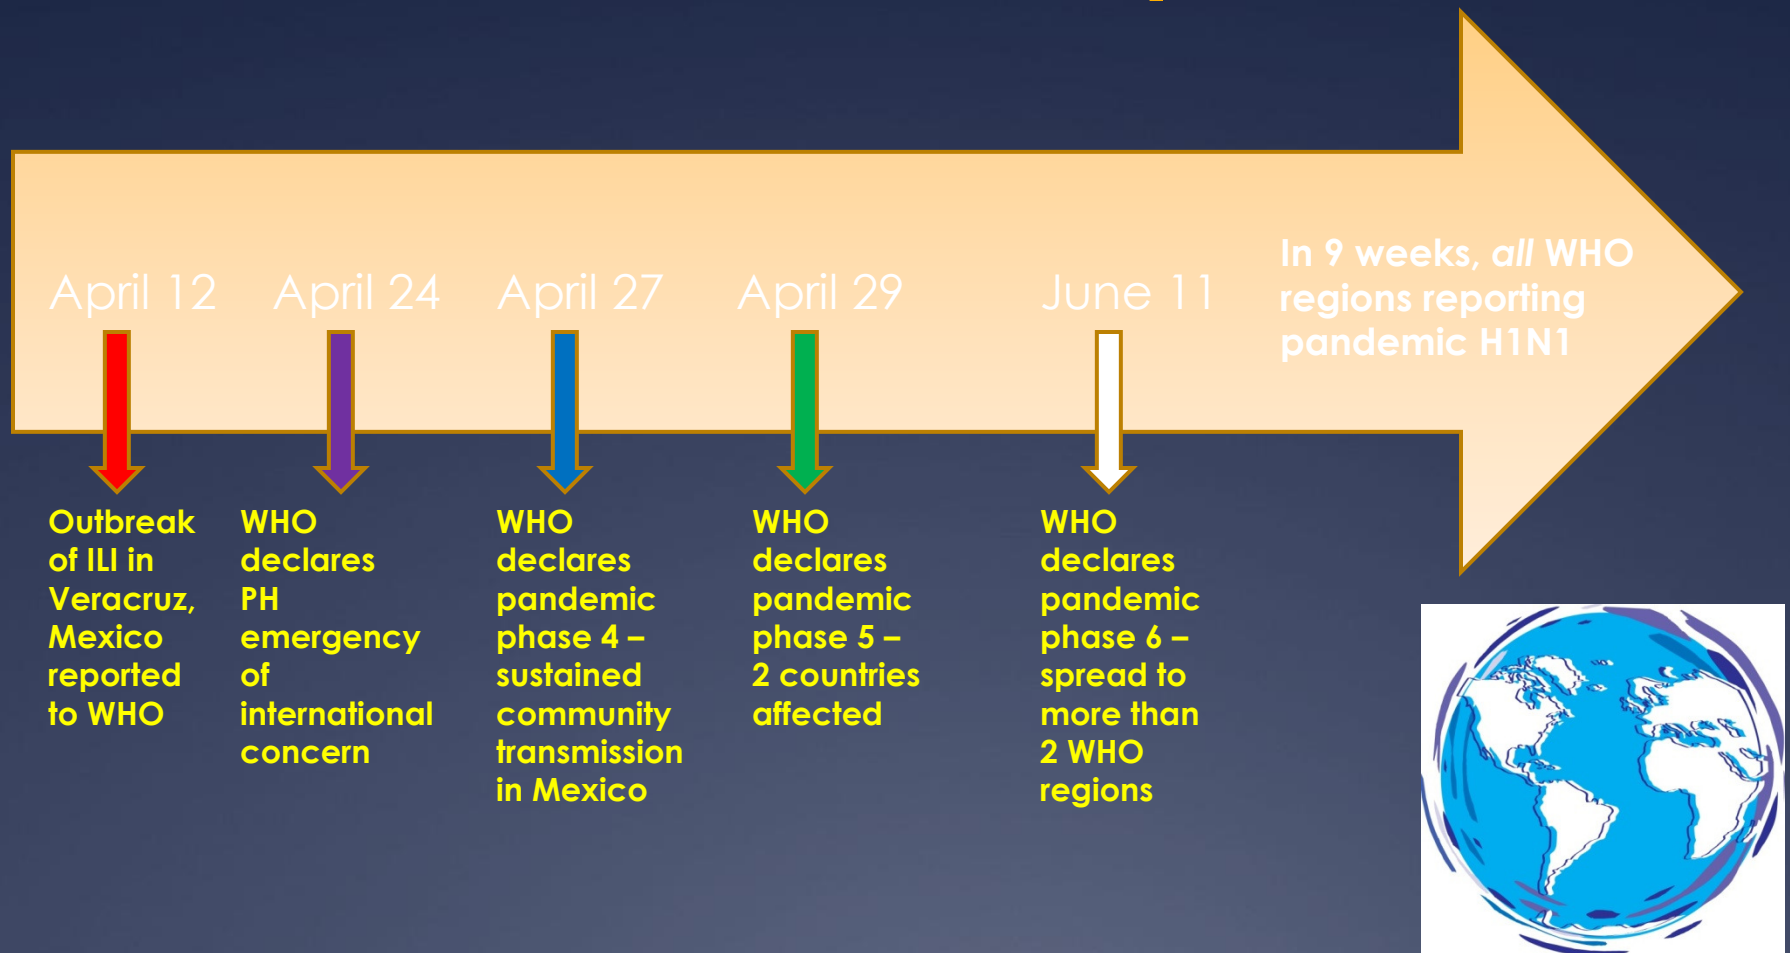 April 12
April 24
April 27
April 29
June 11
In 9 weeks, all WHO
regions reporting
pandemic H1N1
Outbreak
of ILI in
Veracruz,
Mexico
reported
to WHO
WHO
declares
PH
emergency
of
international
concern
WHO
declares
pandemic
phase 4 –
sustained
community
transmission
in Mexico
WHO
declares
pandemic
phase 5 –
2 countries
affected
WHO
declares
pandemic
phase 6 –
spread to
more than
2 WHO
regions